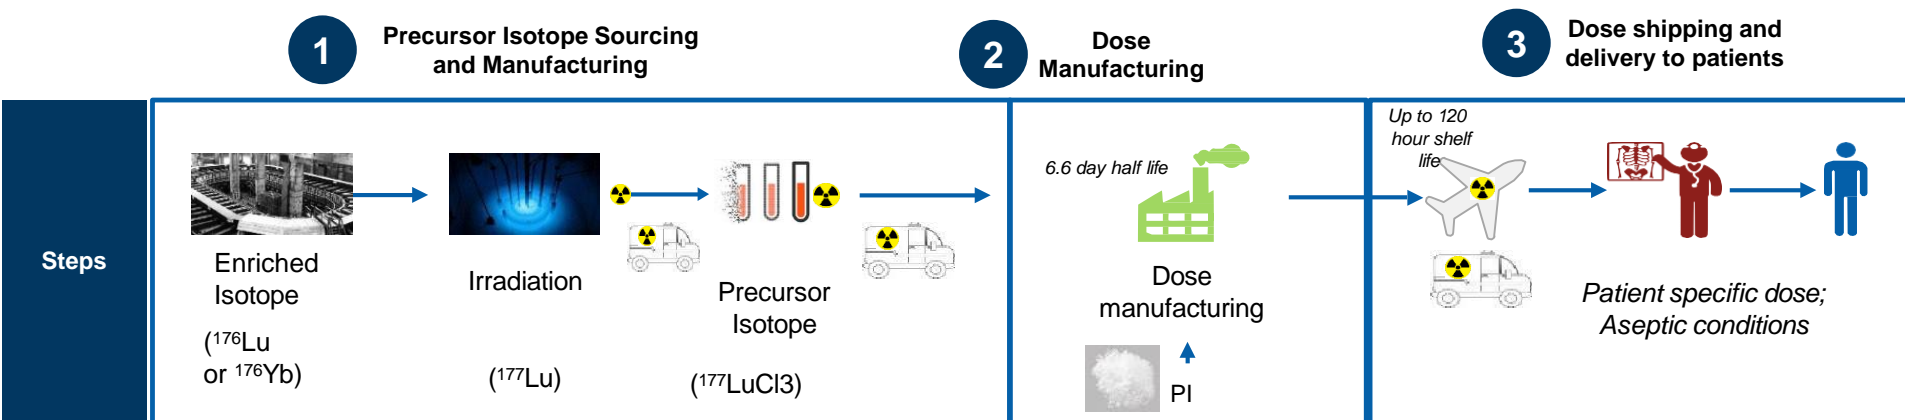 1
Precursor Isotope Sourcing
and Manufacturing
2
Dose
Manufacturing
3
Dose shipping and
delivery to patients
Steps
Enriched
Isotope
(¹⁷⁶Lu
or ¹⁷⁶Yb)
Irradiation
(¹⁷⁷Lu)
Precursor
Isotope
(¹⁷⁷LuCl3)
6.6 day half life
Dose
manufacturing
PI
Up to 120
hour shelf
life
Patient specific dose;
Aseptic conditions